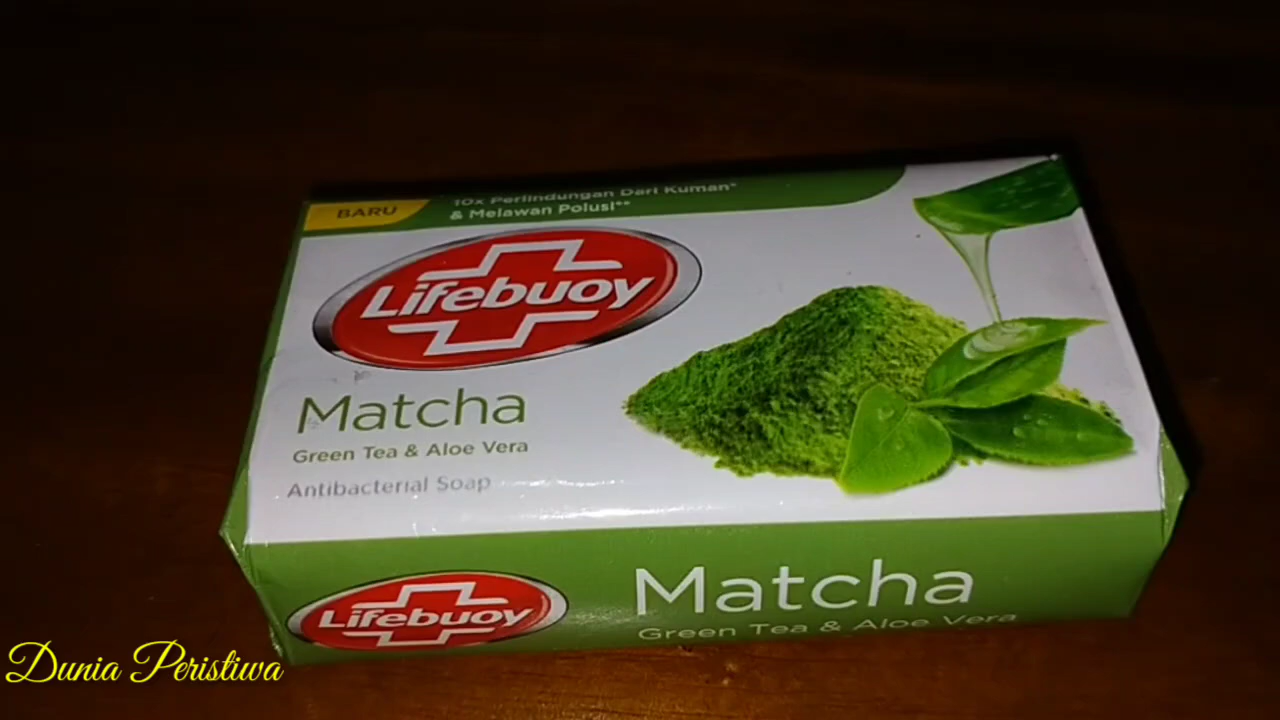 BARU
10x Perlindungan Dari Kuman*
& Melawan Polusi**
Lifebuoy
Matcha
Green Tea & Aloe Vera
Antibacterial Soap
Lifebuoy
Matcha
Green Tea & Aloe Vera
Dunia Peristiwa